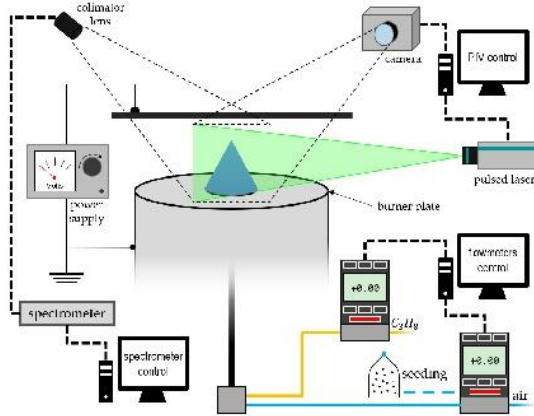 colimator
lens
camera
PIV control
pulsed laser
Volts
power
supply
burner plate
flowmeters
control
+0.00
spectrometer
C₃H₈
spectrometer
control
seeding
+0.00
air